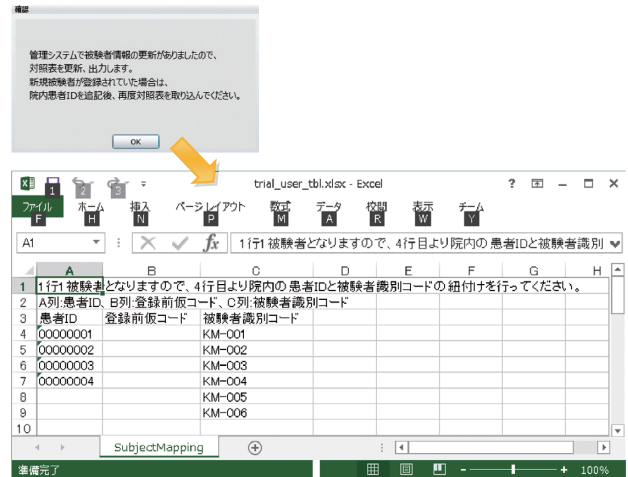 確認
管理システムで被験者情報の更新がありましたので、
対照表を更新、出力します。
新規被験者が登録されていた場合は、
院内患者IDを追記後、再度対照表を取り込んでください。
OK
1 2 3 trial_user_tbl.xlsx - Excel ?
ファイル ホーム 挿入 ページ レイアウト 数式 データ 校閲 表示 チーム
F H N P M A R W Y
A1 fx 1行1被験者となりますので、4行目より院内の患者IDと被験者識別
A B C D E F G H
1 1行1被験者となりますので、4行目より院内の患者IDと被験者識別コードの紐付けを行ってください。
2 A列:患者ID、B列:登録前仮コード、C列:被験者識別コード
3 患者ID 登録前仮コード 被験者識別コード
4 00000001 KM-001
5 00000002 KM-002
6 00000003 KM-003
7 00000004 KM-004
8 KM-005
9 KM-006
10
SubjectMapping
準備完了 100%